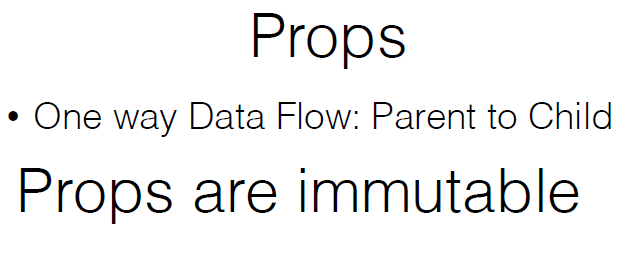 Props
• One way Data Flow: Parent to Child
Props are immutable